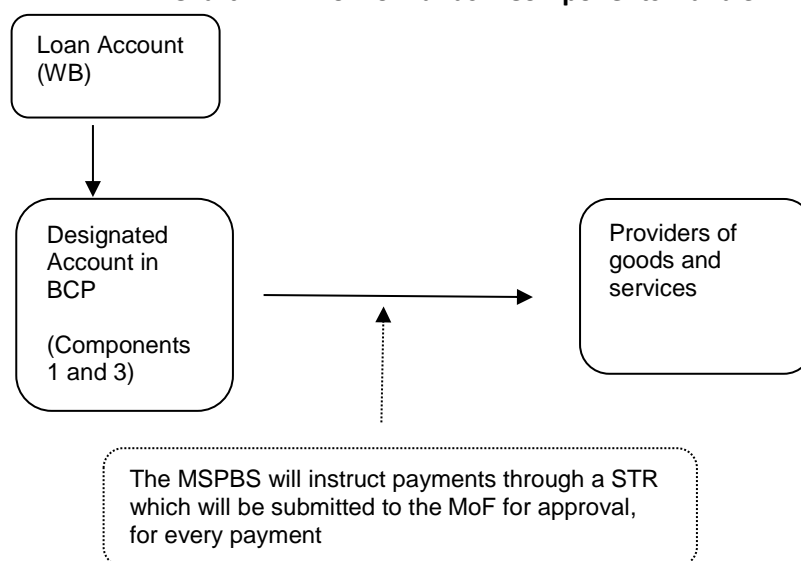 Loan Account
(WB)
Designated
Account in
BCP
(Components
1 and 3)
Providers of
goods and
services
The MSPBS will instruct payments through a STR
which will be submitted to the MoF for approval,
for every payment